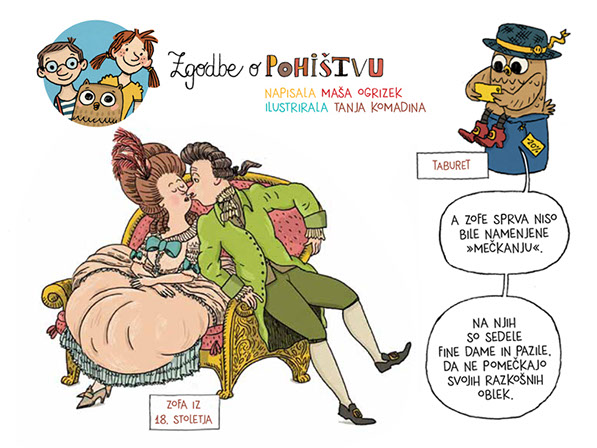 Zgodbe o POHIŠTVU
NAPISALA MAŠA OGRIZEK
ILUSTRIRALA TANJA KOMADINA
-20%
TABURET
A ZOFE SPRVA NISO
BILE NAMENJENE
»MEČKANJU«.
NA NJIH
SO SEDELE
FINE DAME IN PAZILE,
DA NE POMEČKAJO
SVOJIH RAZKOŠNIH
OBLEK.
ZOFA IZ
18. STOLETJA